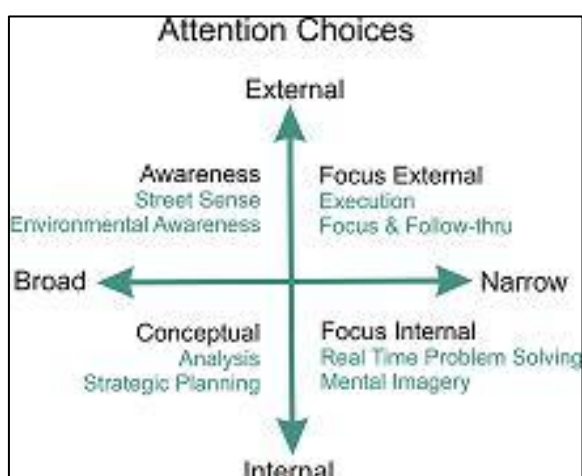 Attention Choices
External
Awareness
Street Sense
Environmental Awareness
Focus External
Execution
Focus & Follow-thru
Broad
Narrow
Conceptual
Analysis
Strategic Planning
Focus Internal
Real Time Problem Solving
Mental Imagery
Internal